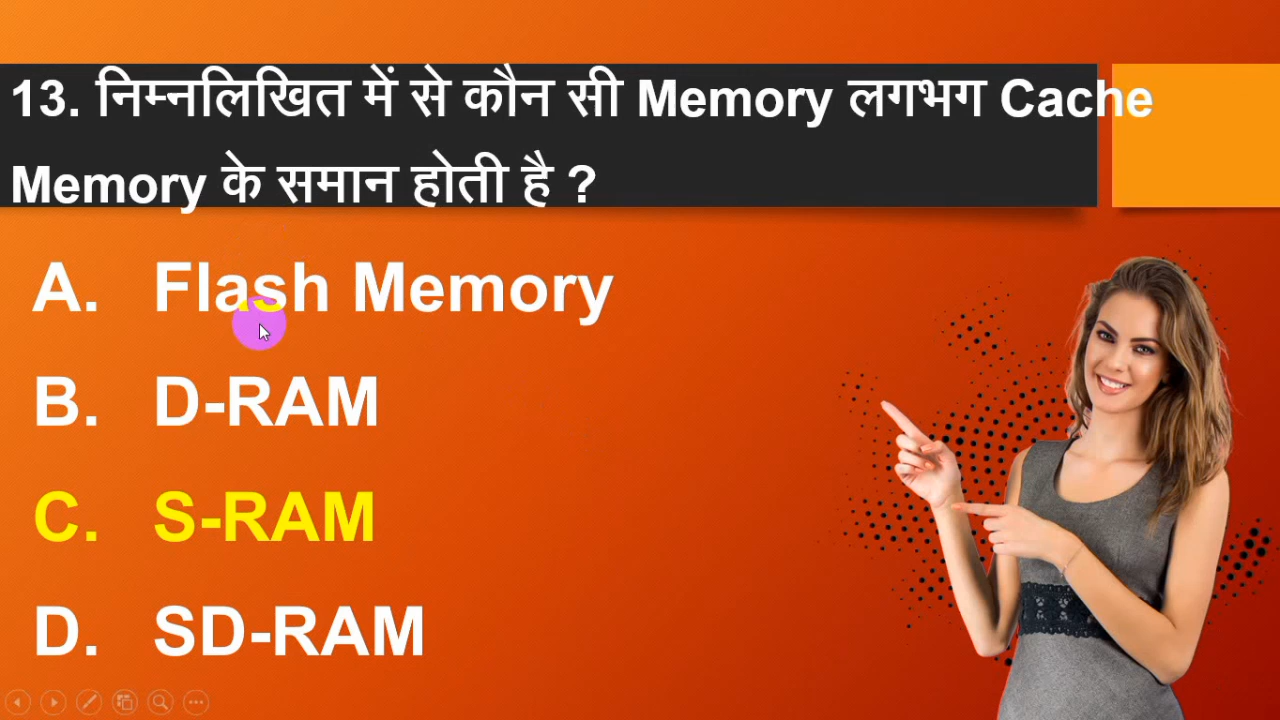 13. निम्नलिखित में से कौन सी Memory लगभग Cache
Memory के समान होती है ?
A. Flash Memory
B. D-RAM
C. S-RAM
D. SD-RAM